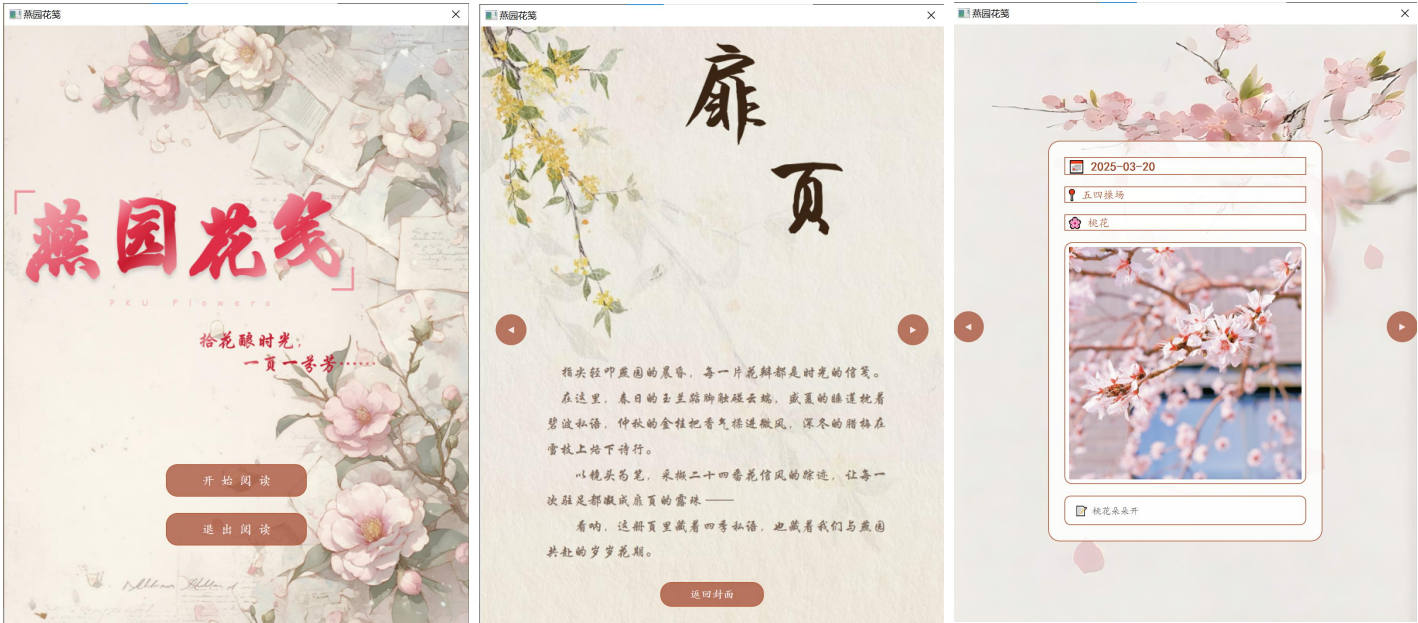 燕园花笺
燕园花笺
PKU Flowers
拾花酿时光，
一页一芬芳……
开始阅读
退出阅读
燕园花笺
扉
页
指尖轻叩燕园的晨昏，每一片花瓣都是时光的信笺。
在这里，春日的玉兰踮脚触碰云端，盛夏的睡莲枕着
碧波私语，仲秋的金桂把香气揉进微风，深冬的腊梅在
雪枝上烙下诗行。
以镜头为笔，采撷二十四番花信风的踪迹，让每一
次驻足都凝成扉页的露珠——
看呐，这册页里藏着四季私语，也藏着我们与燕园
共赴的岁岁花期。
返回封面
燕园花笺
2025-03-20
五四操场
桃花
桃花朵朵开